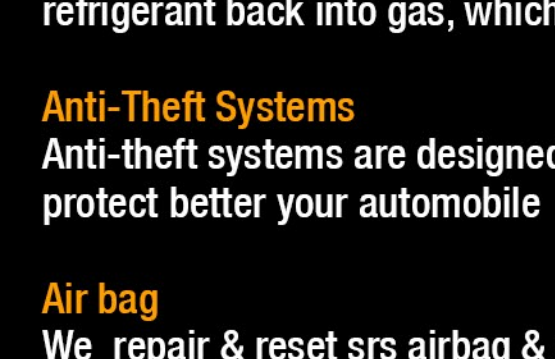 refrigerant back into gas, which
Anti-Theft Systems
Anti-theft systems are designed
protect better your automobile
Air bag
We repair & reset srs airbag &